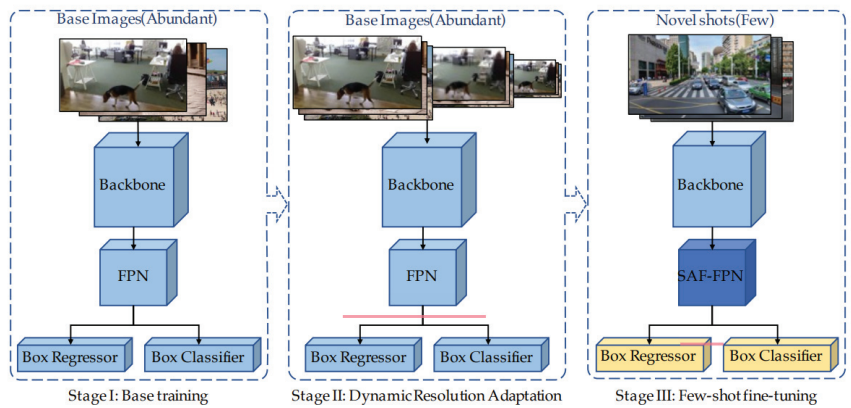 Base Images(Abundant)
Base Images(Abundant)
Novel shots(Few)
Backbone
Backbone
Backbone
FPN
FPN
SAF-FPN
Box Regressor
Box Classifier
Box Regressor
Box Classifier
Box Regressor
Box Classifier
Stage I: Base training
Stage II: Dynamic Resolution Adaptation
Stage III: Few-shot fine-tuning